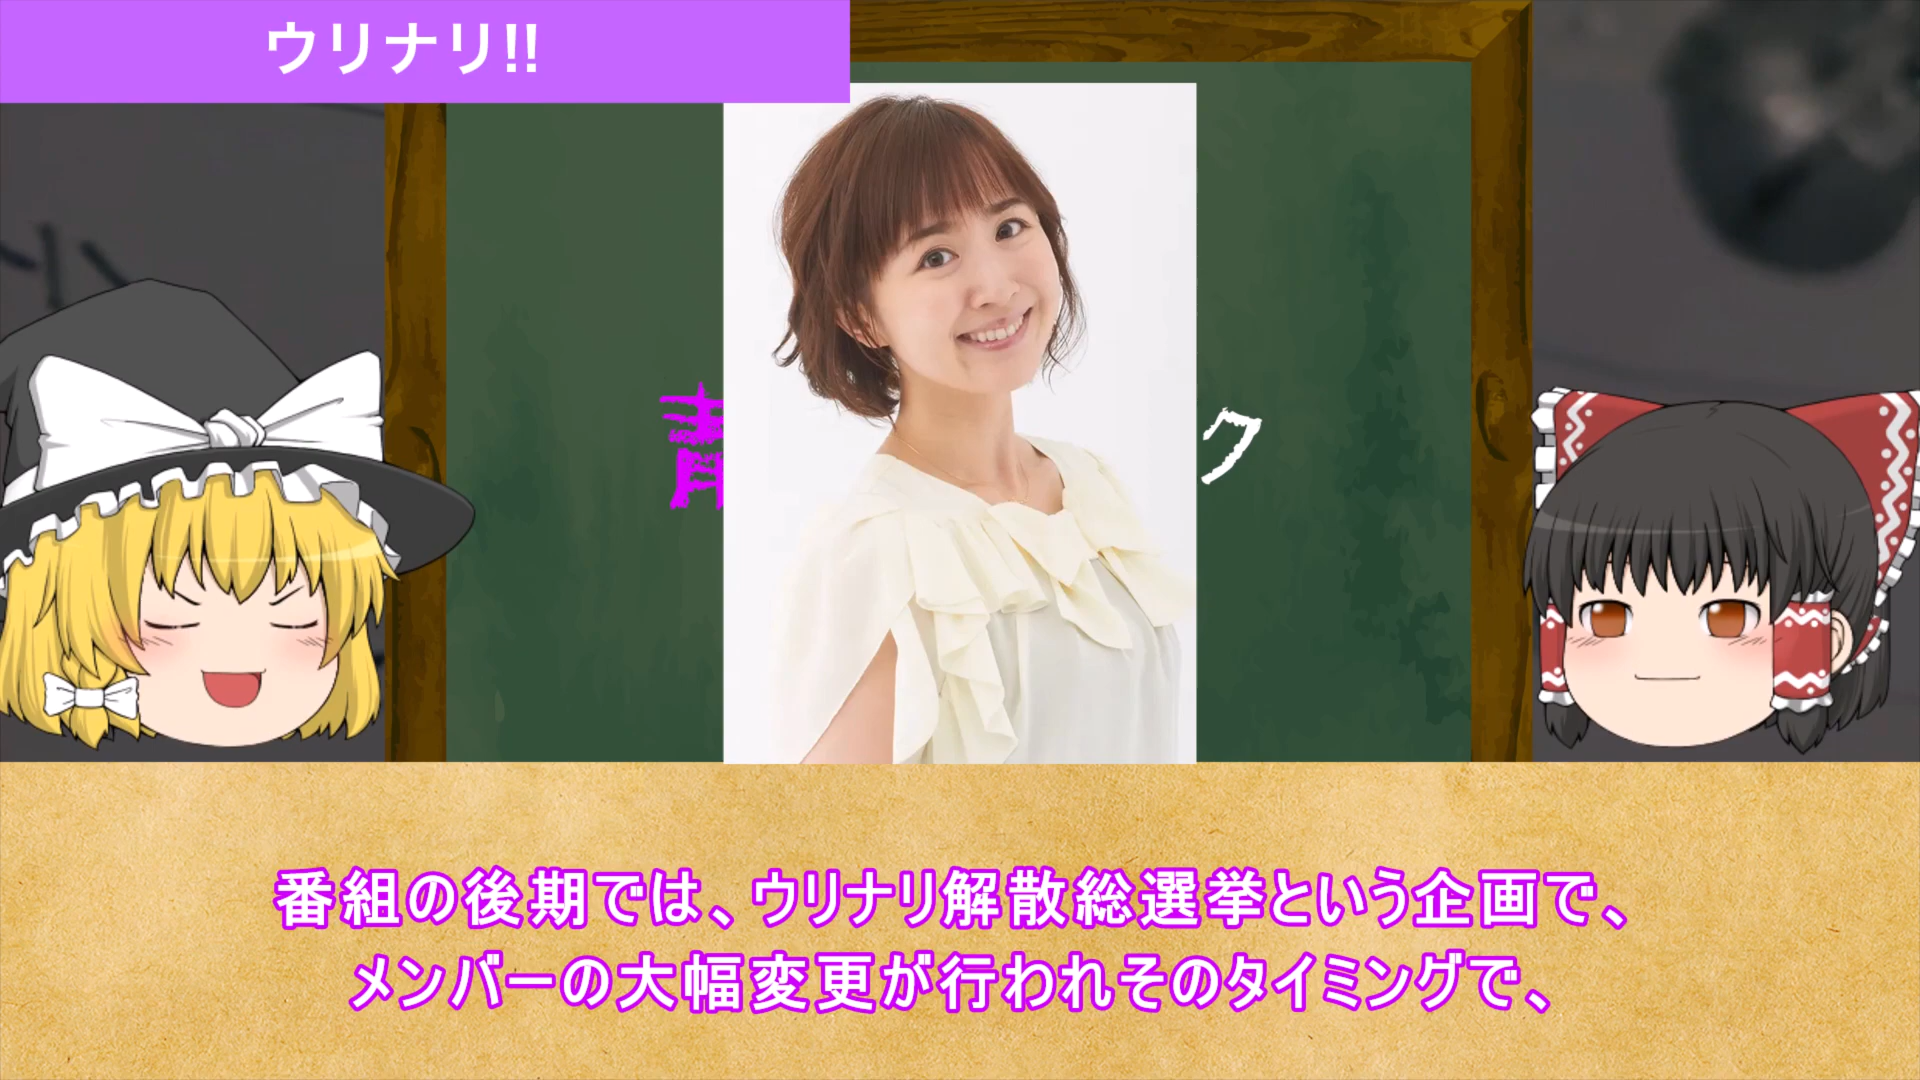 ウリナリ!!
青
ク
番組の後期では、ウリナリ解散総選挙という企画で、
メンバーの大幅変更が行われそのタイミングで、